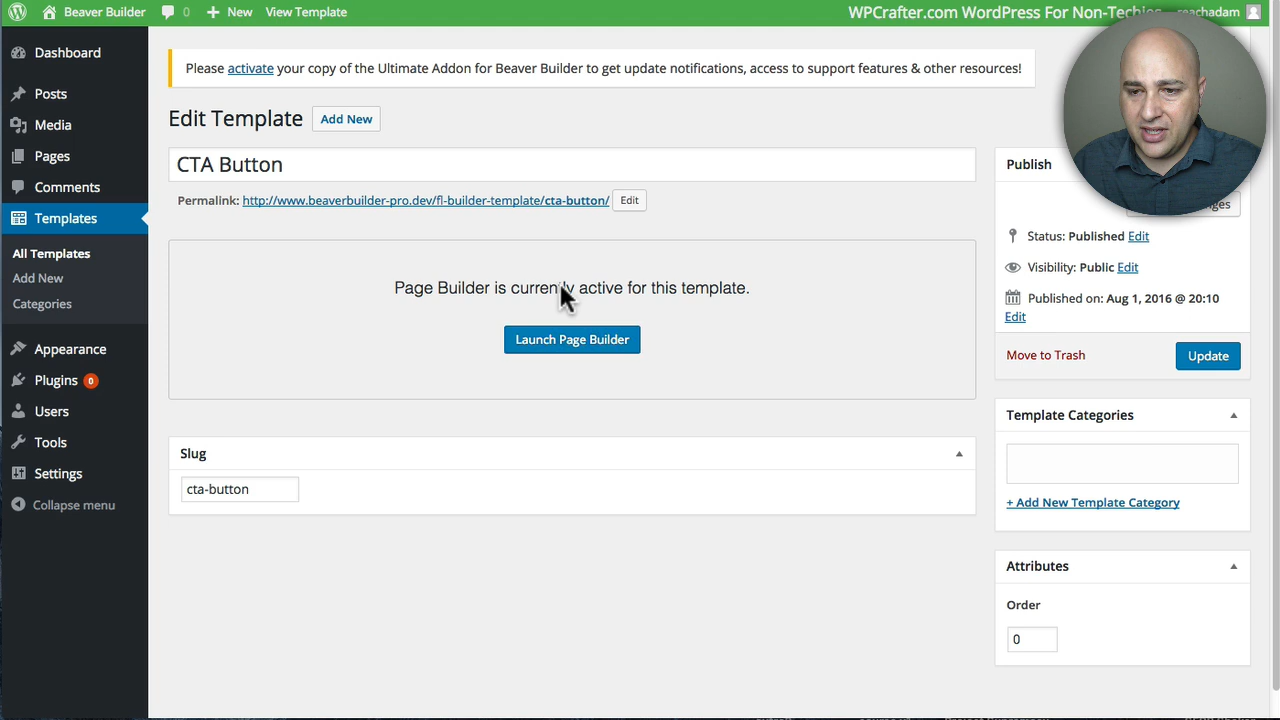 Beaver Builder 0 New View Template WPCrafter.com WordPress For Non-Techies reachadam
Dashboard
Posts
Media
Pages
Comments
Templates
All Templates
Add New
Categories
Appearance
Plugins 0
Users
Tools
Settings
Collapse menu
Please activate your copy of the Ultimate Addon for Beaver Builder to get update notifications, access to support features & other resources!
Edit Template Add New
CTA Button
Permalink: http://www.beaverbuilder-pro.dev/fl-builder-template/cta-button/ Edit
Page Builder is currently active for this template.
Launch Page Builder
Slug
cta-button
Publish
Status: Published Edit
Visibility: Public Edit
Published on: Aug 1, 2016 @ 20:10
Edit
Move to Trash Update
Template Categories
+ Add New Template Category
Attributes
Order
0